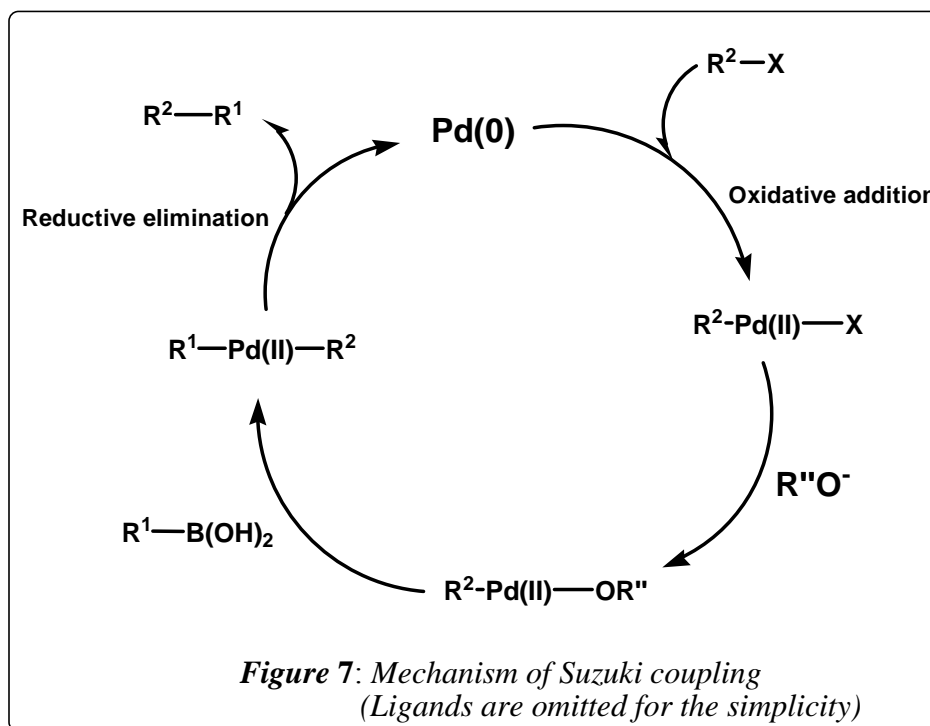 R²—X
R²—R¹
Pd(0)
Oxidative addition
Reductive elimination
R²-Pd(II)—X
R¹—Pd(II)—R²
R"O⁻
R¹—B(OH)₂
R²-Pd(II)—OR"
Figure 7: Mechanism of Suzuki coupling
(Ligands are omitted for the simplicity)